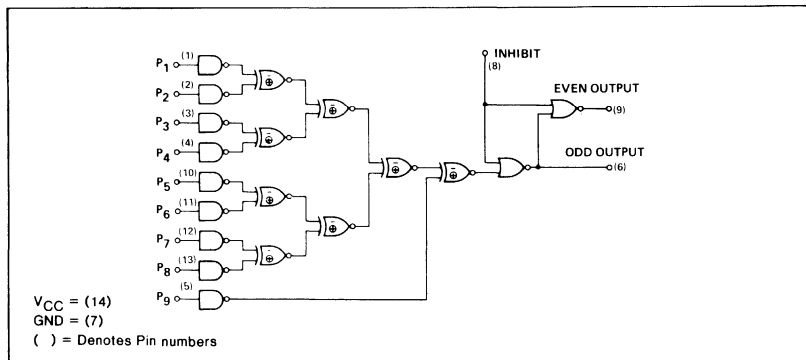 INHIBIT
(8)
EVEN OUTPUT
(9)
ODD OUTPUT
(6)
P1 (1)
P2 (2)
P3 (3)
P4 (4)
P5 (10)
P6 (11)
P7 (12)
P8 (13)
P9 (5)
VCC = (14)
GND = (7)
( ) = Denotes Pin numbers